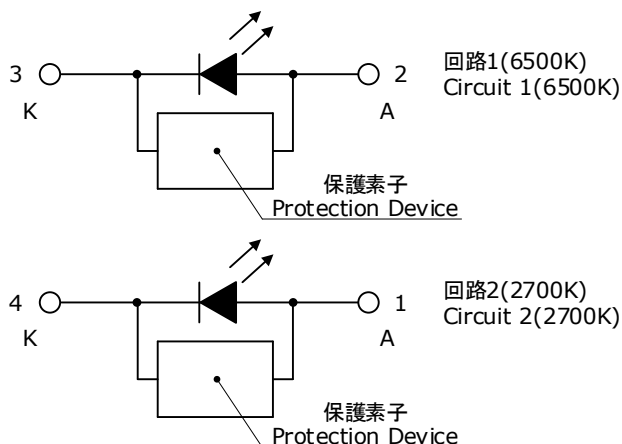 3
2
K
A
回路1(6500K)
Circuit 1(6500K)
保護素子
Protection Device
4
1
K
A
回路2(2700K)
Circuit 2(2700K)
保護素子
Protection Device